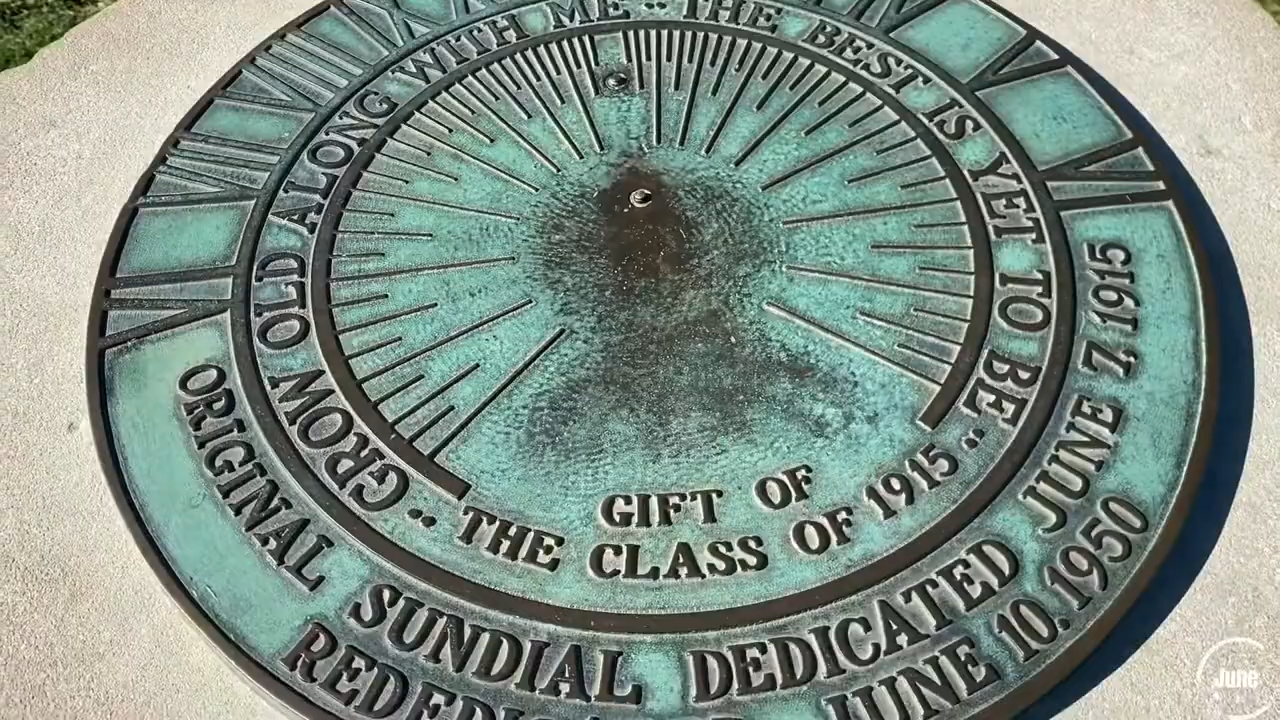 GROW OLD ALONG WITH ME •• THE BEST IS YET TO BE ••
GIFT OF
•• THE CLASS OF 1915 ••
ORIGINAL SUNDIAL DEDICATED JUNE 7, 1915
JUNE 10. 1950
June